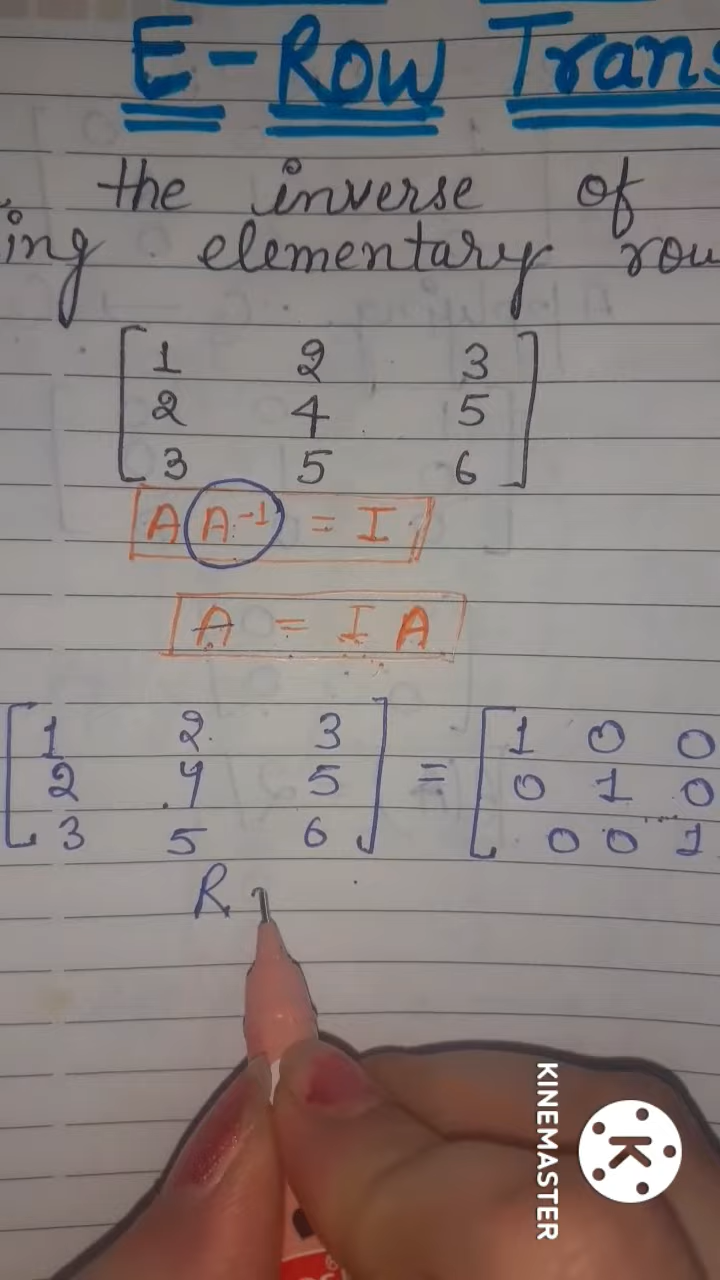 E-Row Trans
the inverse of
ing elementary row
1 2 3
2 4 5
3 5 6
A A⁻¹ = I
A = I A
1 2 3 = 1 0 0
2 4 5 0 1 0
3 5 6 0 0 1
R
KINEMASTER